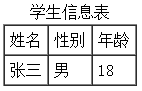 学生信息表
姓名 性别 年龄
张三 男 18